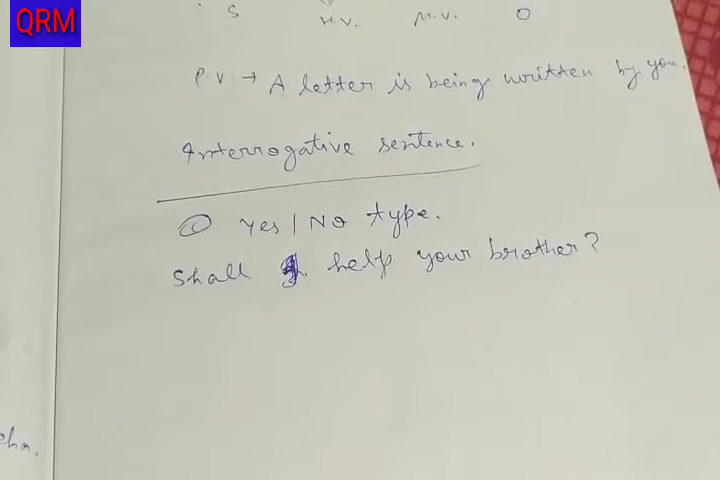 QRM
S H.V. M.V. O
P.V. → A letter is being written by you.
Interrogative sentence.
① Yes | No type.
Shall I help your brother?